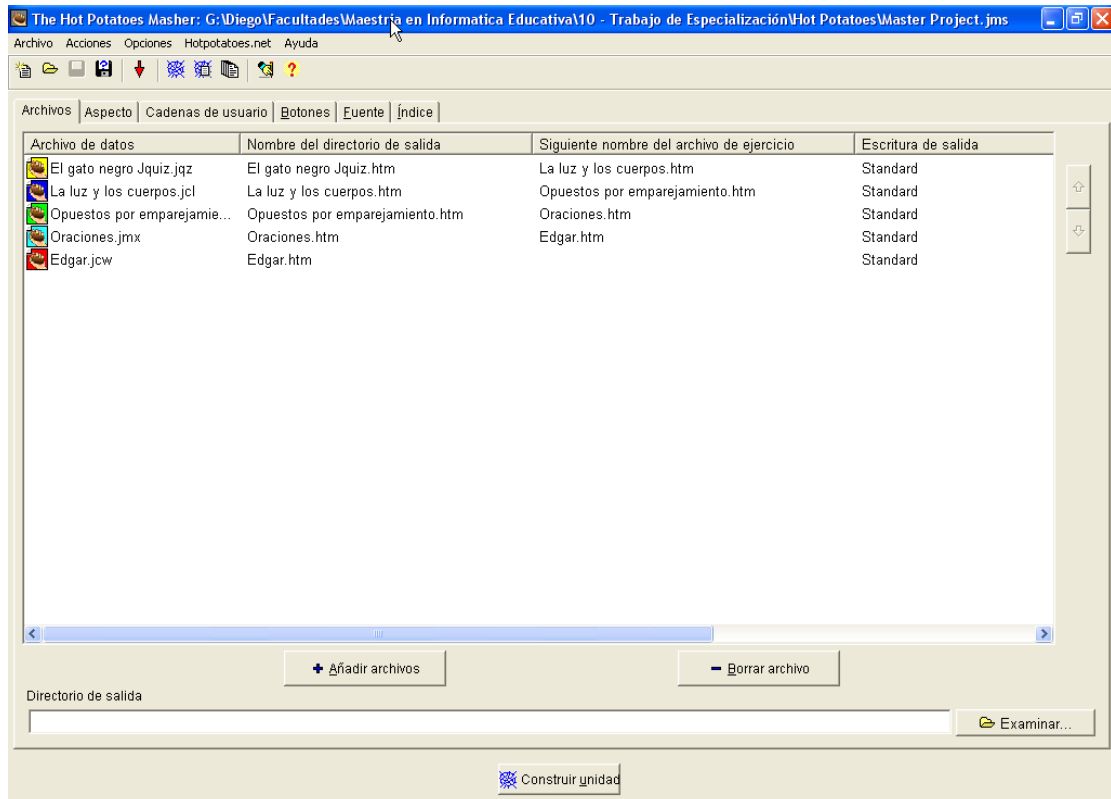 The Hot Potatoes Masher: G:\Diego\Facultades\Maestria en Informatica Educativa\10 - Trabajo de Especialización\Hot Potatoes\Master Project.jms
Archivo Acciones Opciones Hotpotatoes.net Ayuda
Archivos Aspecto Cadenas de usuario Botones Fuente Índice
Archivo de datos Nombre del directorio de salida Siguiente nombre del archivo de ejercicio Escritura de salida
El gato negro Jquiz.jqz El gato negro Jquiz.htm La luz y los cuerpos.htm Standard
La luz y los cuerpos.jcl La luz y los cuerpos.htm Opuestos por emparejamiento.htm Standard
Opuestos por emparejamie... Opuestos por emparejamiento.htm Oraciones.htm Standard
Oraciones.jmx Oraciones.htm Edgar.htm Standard
Edgar.jcw Edgar.htm Standard
+ Añadir archivos - Borrar archivo
Directorio de salida
Examinar...
Construir unidad